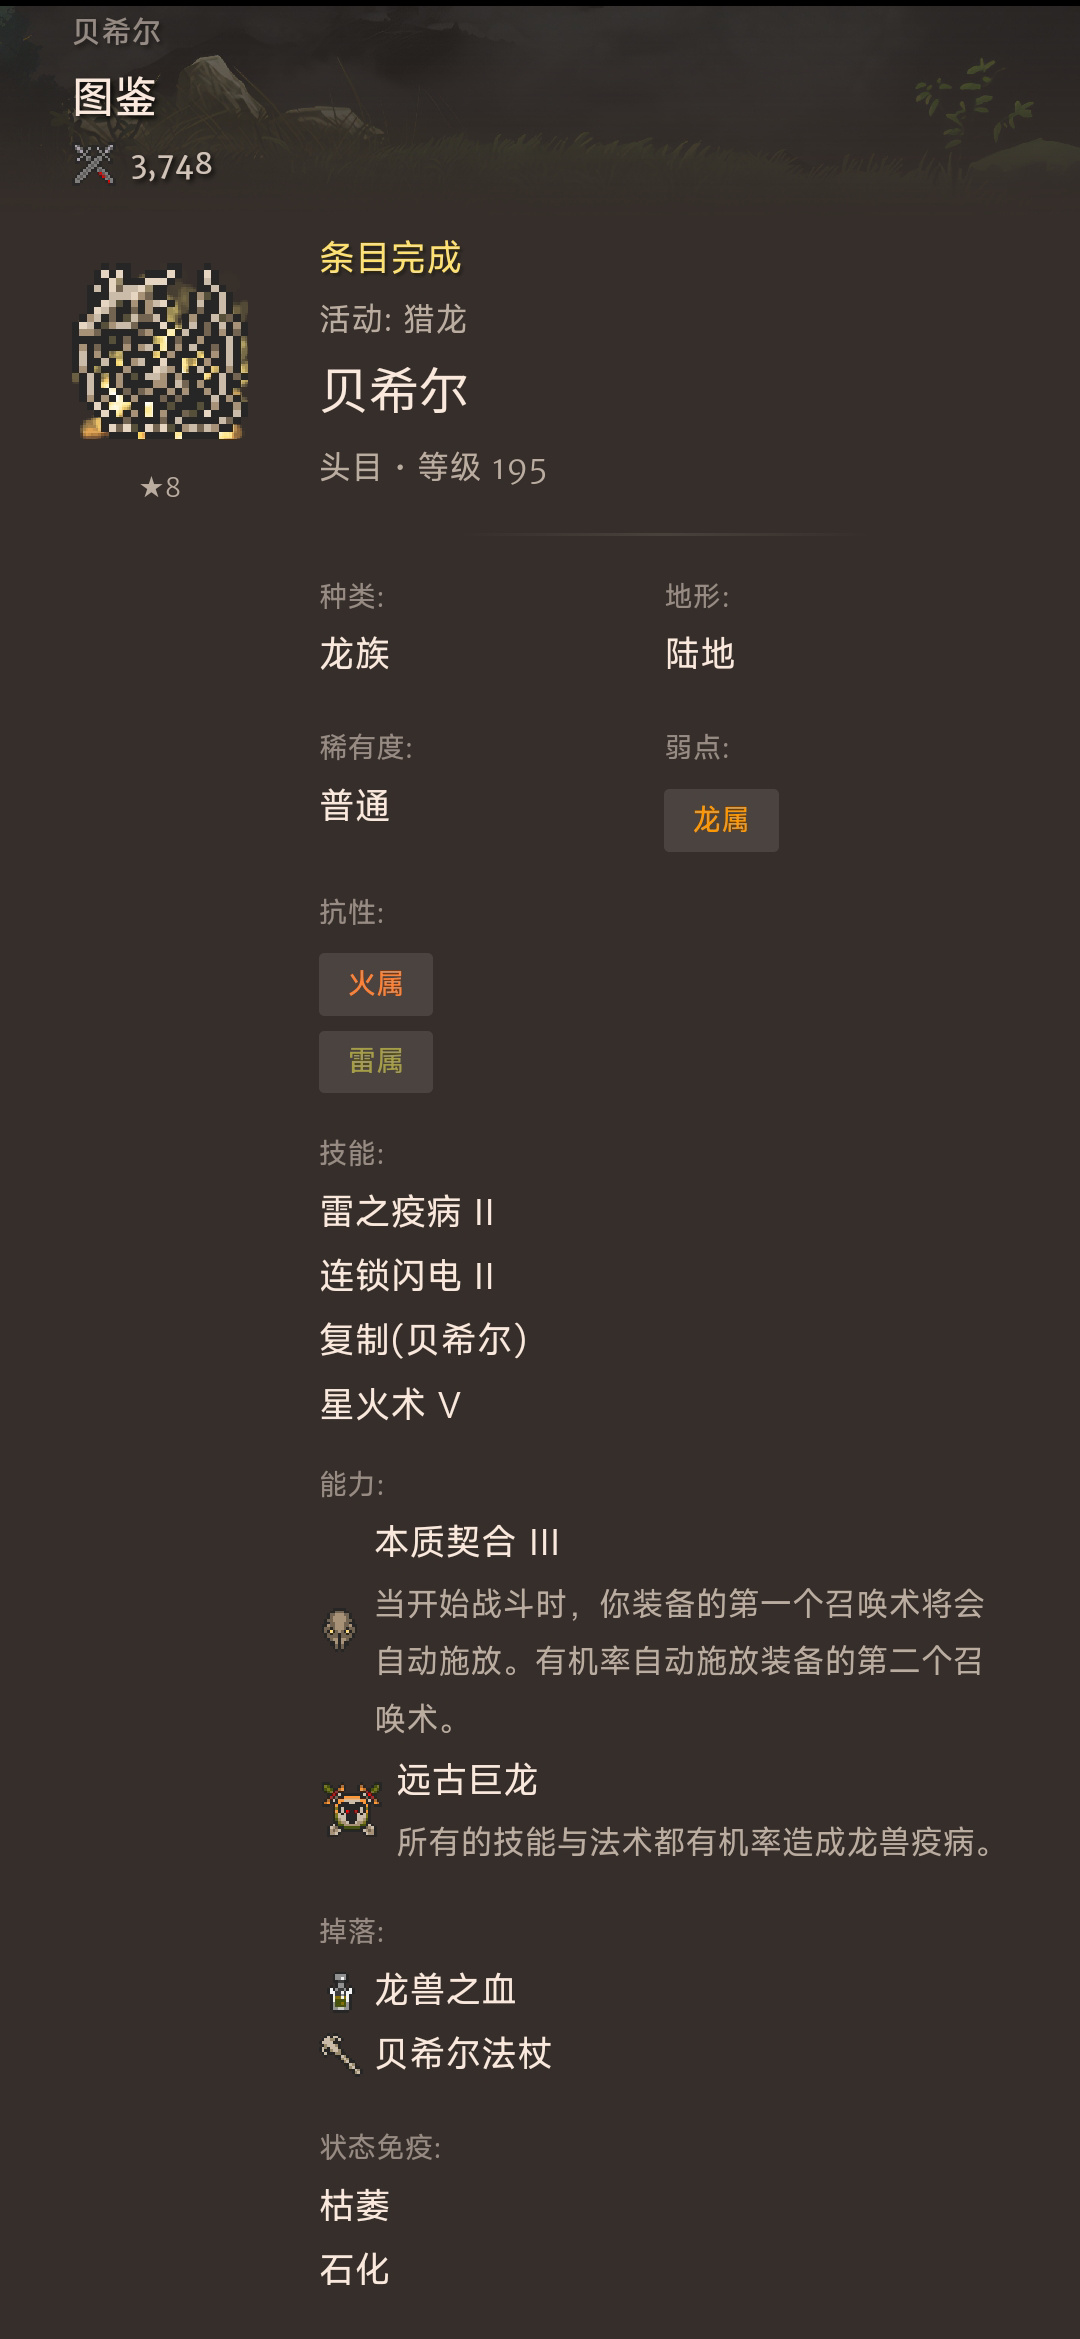 贝希尔
图鉴
3,748
条目完成
活动: 猎龙
贝希尔
头目・等级 195
★8
种类:
龙族
地形:
陆地
稀有度:
普通
弱点:
龙属
抗性:
火属
雷属
技能:
雷之疫病 II
连锁闪电 II
复制(贝希尔)
星火术 V
能力:
本质契合 III
当开始战斗时，你装备的第一个召唤术将会
自动施放。有机率自动施放装备的第二个召
唤术。
远古巨龙
所有的技能与法术都有机率造成龙兽疫病。
掉落:
龙兽之血
贝希尔法杖
状态免疫:
枯萎
石化